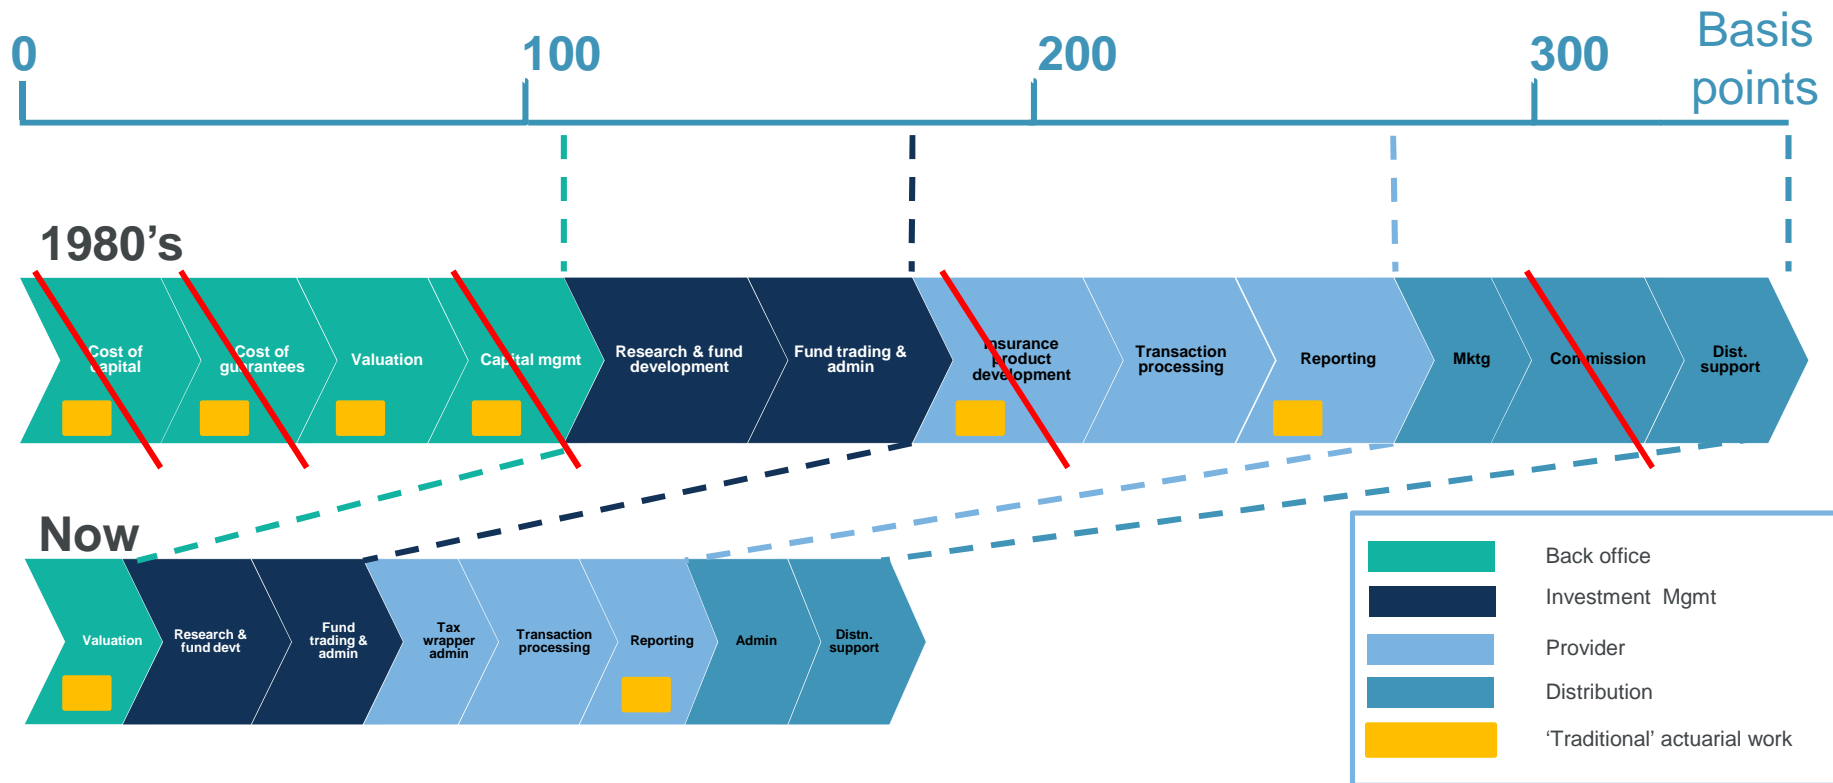 0
100
200
300
Basis
points
1980's
Cost of
capital
Cost of
guarantees
Valuation
Capital mgmt
Research & fund
development
Fund trading &
admin
Insurance
product
development
Transaction
processing
Reporting
Mktg
Commission
Dist.
support
Now
Valuation
Research &
fund devt
Fund
trading &
admin
Tax
wrapper
admin
Transaction
processing
Reporting
Admin
Distn.
support
Back office
Investment Mgmt
Provider
Distribution
‘Traditional’ actuarial work